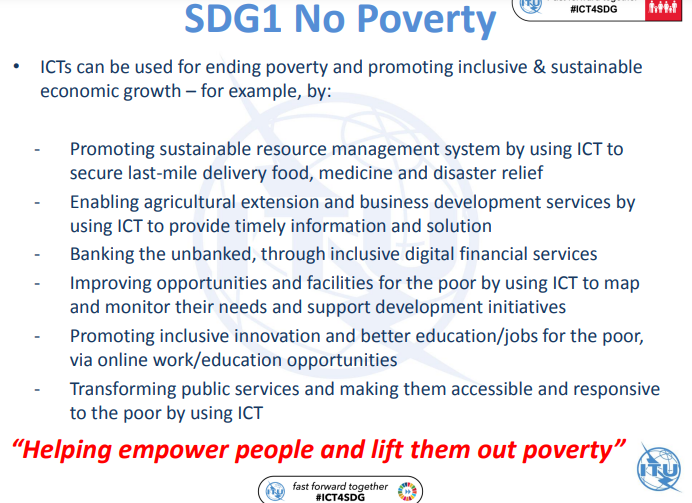 SDG1 No Poverty
#ICT4SDG
• ICTs can be used for ending poverty and promoting inclusive & sustainable
economic growth – for example, by:
- Promoting sustainable resource management system by using ICT to
secure last-mile delivery food, medicine and disaster relief
- Enabling agricultural extension and business development services by
using ICT to provide timely information and solution
- Banking the unbanked, through inclusive digital financial services
- Improving opportunities and facilities for the poor by using ICT to map
and monitor their needs and support development initiatives
- Promoting inclusive innovation and better education/jobs for the poor,
via online work/education opportunities
- Transforming public services and making them accessible and responsive
to the poor by using ICT
“Helping empower people and lift them out poverty”
ITU
fast forward together
#ICT4SDG